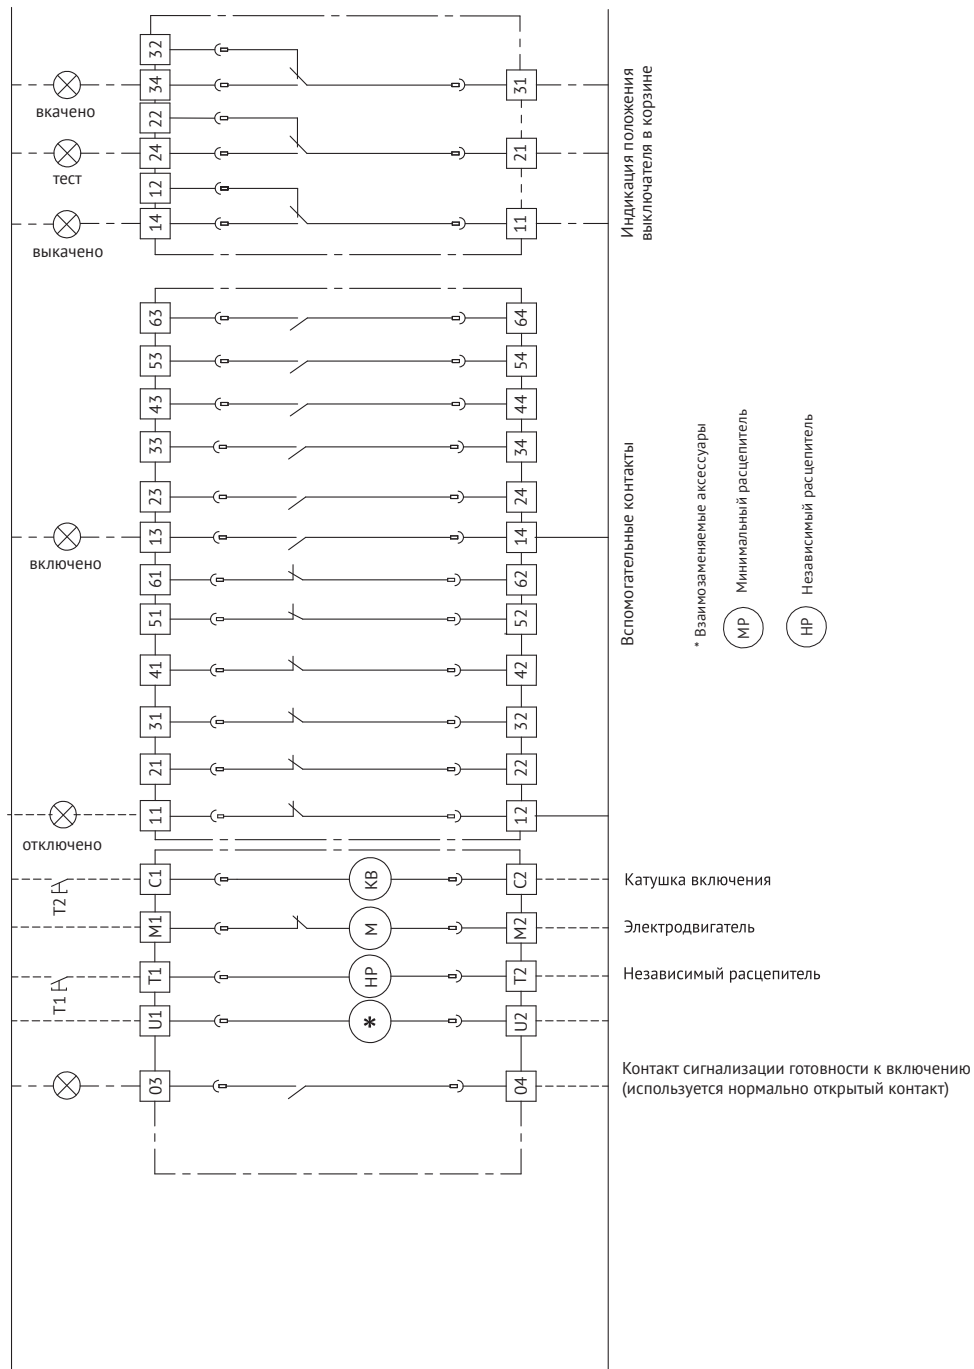 32
34
31
вкачено
22
24
21
тест
12
14
11
выкачено
Индикация положения
выключателя в корзине
63
64
53
54
43
44
33
34
23
24
13
14
включено
61
62
51
52
41
42
31
32
21
22
11
12
отключено
Вспомогательные контакты
* Взаимозаменяемые аксессуары
МР
Минимальный расцепитель
НР
Независимый расцепитель
T2
C1
КВ
C2
Катушка включения
M1
М
M2
Электродвигатель
T1
T1
НР
T2
Независимый расцепитель
U1
*
U2
03
04
Контакт сигнализации готовности к включению
(используется нормально открытый контакт)